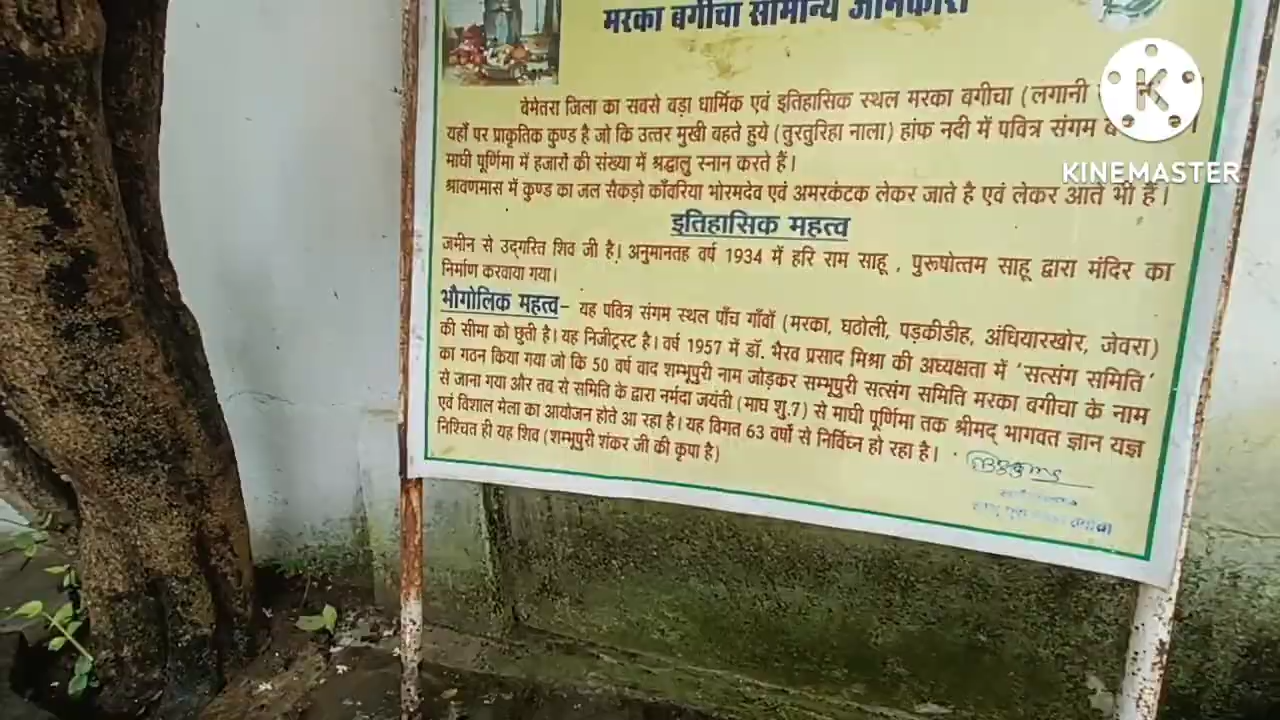 मरका बगीचा सामान्य जानकारी
बेमेतरा जिला का सबसे बड़ा धार्मिक एवं इतिहासिक स्थल मरका बगीचा (लगानी
यहाँ पर प्राकृतिक कुण्ड है जो कि उत्तर मुखी वहते हुये (तुरतुरिहा नाला) हांफ नदी में पवित्र संगम
माघी पूर्णिमा में हजारों की संख्या में श्रद्धालु स्नान करते हैं।
श्रावणमास में कुण्ड का जल सैकड़ो काँवरिया भोरमदेव एवं अमरकंटक लेकर जाते है एवं लेकर आते भी हैं।
इतिहासिक महत्व
जमीन से उद्गरित शिव जी है। अनुमानतह वर्ष 1934 में हरि राम साहू , पुरूषोत्तम साहू द्वारा मंदिर का
निर्माण करवाया गया।
भौगोलिक महत्व- यह पवित्र संगम स्थल पाँच गाँवों (मरका, घठोली, पड़कीडीह, अंधियारखोर, जेवरा)
की सीमा को छुती है। यह निजीट्रस्ट है। वर्ष 1957 में डॉ. भैरव प्रसाद मिश्रा की अध्यक्षता में 'सत्संग समिति'
का गठन किया गया जो कि 50 वर्ष वाद शम्भूपुरी नाम जोड़कर सम्भूपुरी सत्संग समिति मरका बगीचा के नाम
से जाना गया और तव से समिति के द्वारा नर्मदा जयंती (माघ शु.7) से माघी पूर्णिमा तक श्रीमद् भागवत ज्ञान यज्ञ
एवं विशाल मेला का आयोजन होते आ रहा है। यह विगत 63 वर्षो से निर्विघ्न हो रहा है।
निश्चित ही यह शिव (शम्भूपुरी शंकर जी की कृपा है)
K
KINEMASTER